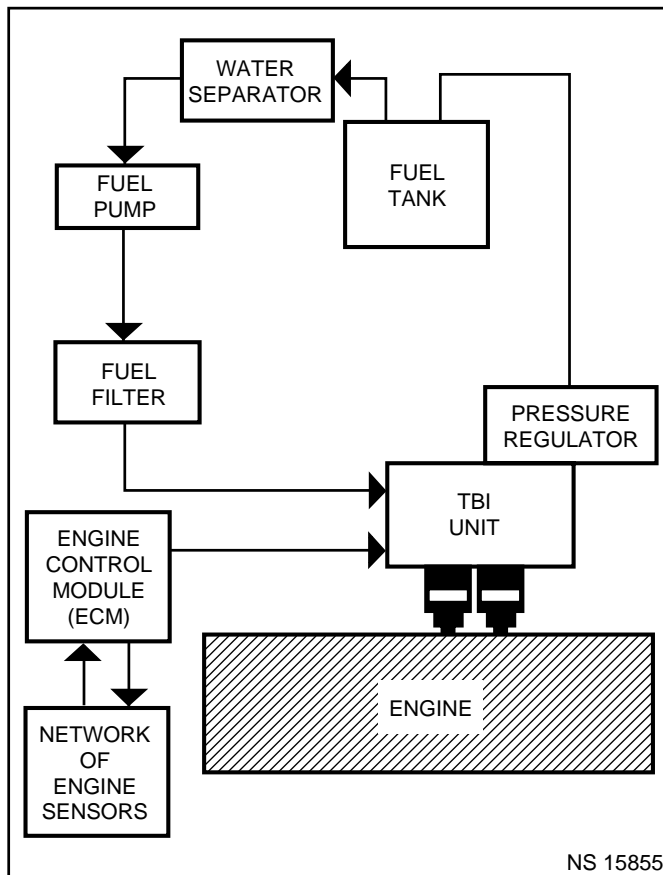 WATER
SEPARATOR
FUEL
TANK
FUEL
PUMP
FUEL
FILTER
PRESSURE
REGULATOR
TBI
UNIT
ENGINE
CONTROL
MODULE
(ECM)
ENGINE
NETWORK
OF
ENGINE
SENSORS
NS 15855